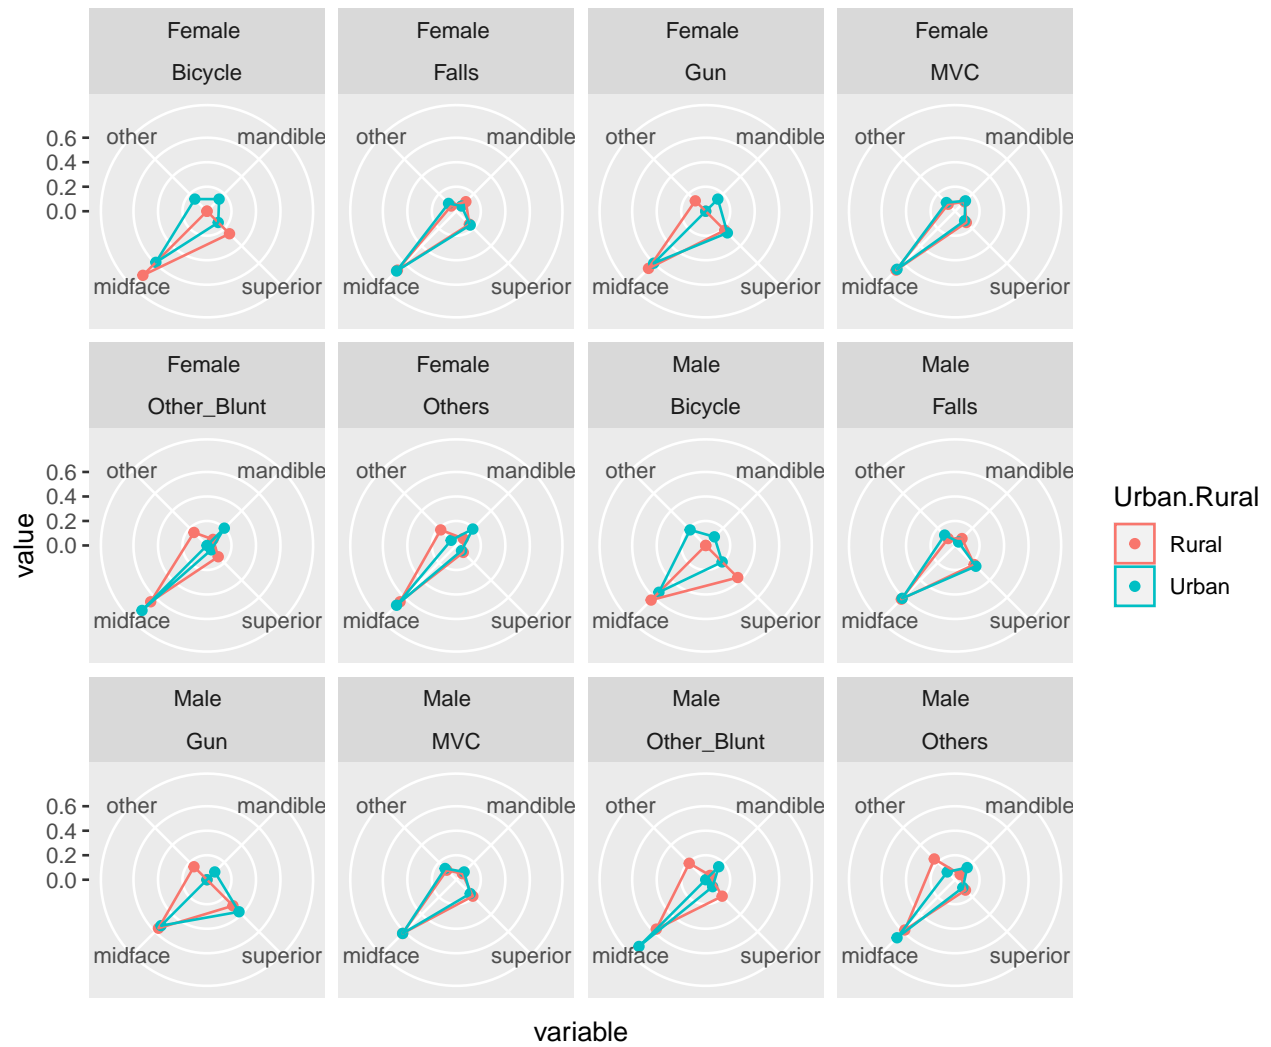 Female Female Female Female
Bicycle Falls Gun MVC
0.6 other mandible other mandible other mandible other mandible
0.4
0.2
0.0
midface superior midface superior midface superior midface superior
Female Female Male Male
Other_Blunt Others Bicycle Falls
0.6 other mandible other mandible other mandible other mandible
0.4
0.2
0.0
midface superior midface superior midface superior midface superior
Male Male Male Male
Gun MVC Other_Blunt Others
0.6 other mandible other mandible other mandible other mandible
0.4
0.2
0.0
midface superior midface superior midface superior midface superior
value
variable
Urban.Rural
Rural
Urban